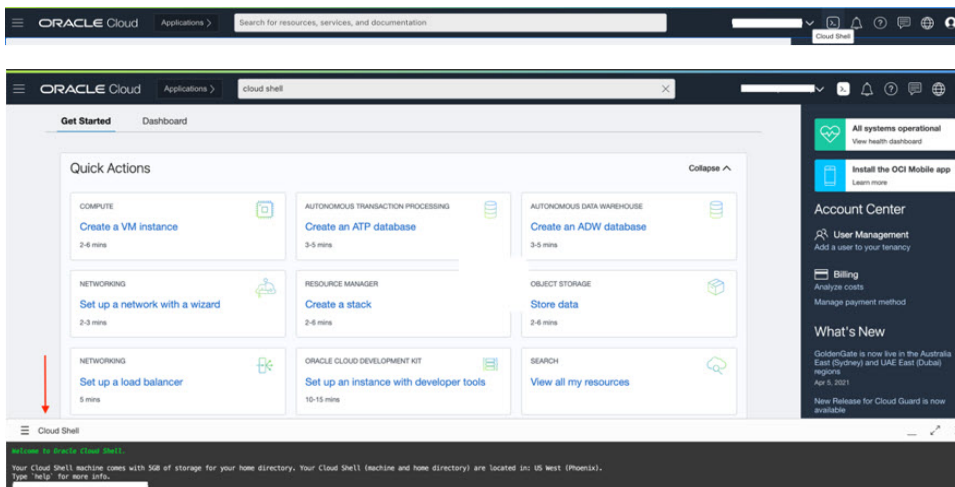 ORACLE Cloud Applications > Search for resources, services, and documentation
Cloud Shell
ORACLE Cloud Applications > cloud shell
Get Started Dashboard
Quick Actions Collapse
COMPUTE
Create a VM instance
2-6 mins
AUTONOMOUS TRANSACTION PROCESSING
Create an ATP database
3-5 mins
AUTONOMOUS DATA WAREHOUSE
Create an ADW database
3-5 mins
NETWORKING
Set up a network with a wizard
2-3 mins
RESOURCE MANAGER
Create a stack
2-6 mins
OBJECT STORAGE
Store data
2-6 mins
NETWORKING
Set up a load balancer
5 mins
ORACLE CLOUD DEVELOPMENT KIT
Set up an instance with developer tools
10-15 mins
SEARCH
View all my resources
All systems operational
View health dashboard
Install the OCI Mobile app
Learn more
Account Center
User Management
Add a user to your tenancy
Billing
Analyze costs
Manage payment method
What's New
GoldenGate is now live in the Australia
East (Sydney) and UAE East (Dubai)
regions
Apr 5, 2021
New Release for Cloud Guard is now
available
Cloud Shell
Welcome to Oracle Cloud Shell.
Your Cloud Shell machine comes with 5GB of storage for your home directory. Your Cloud Shell (machine and home directory) are located in: US West (Phoenix).
Type `help` for more info.